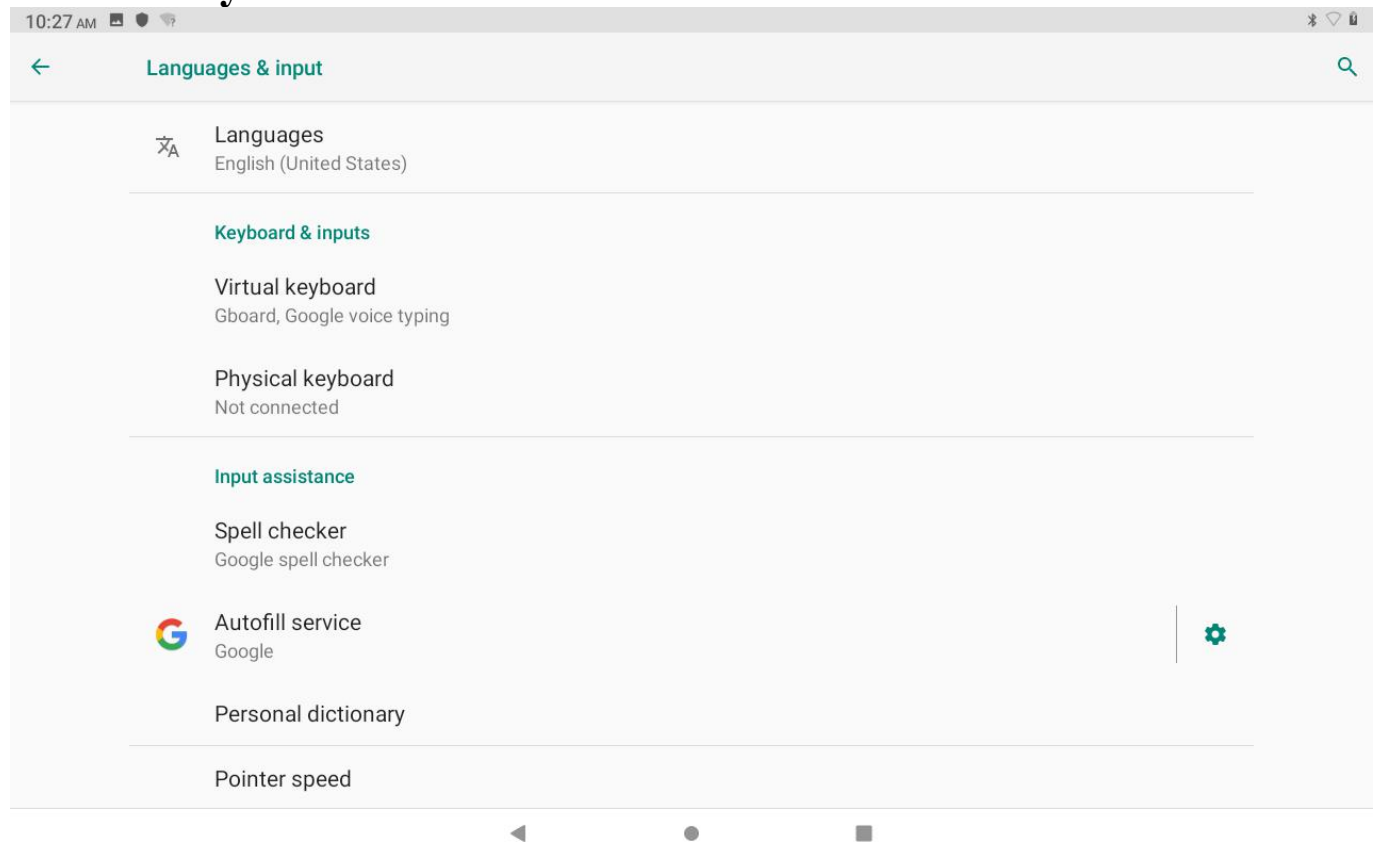 10:27 AM
Languages & input
Languages
English (United States)
Keyboard & inputs
Virtual keyboard
Gboard, Google voice typing
Physical keyboard
Not connected
Input assistance
Spell checker
Google spell checker
Autofill service
Google
Personal dictionary
Pointer speed